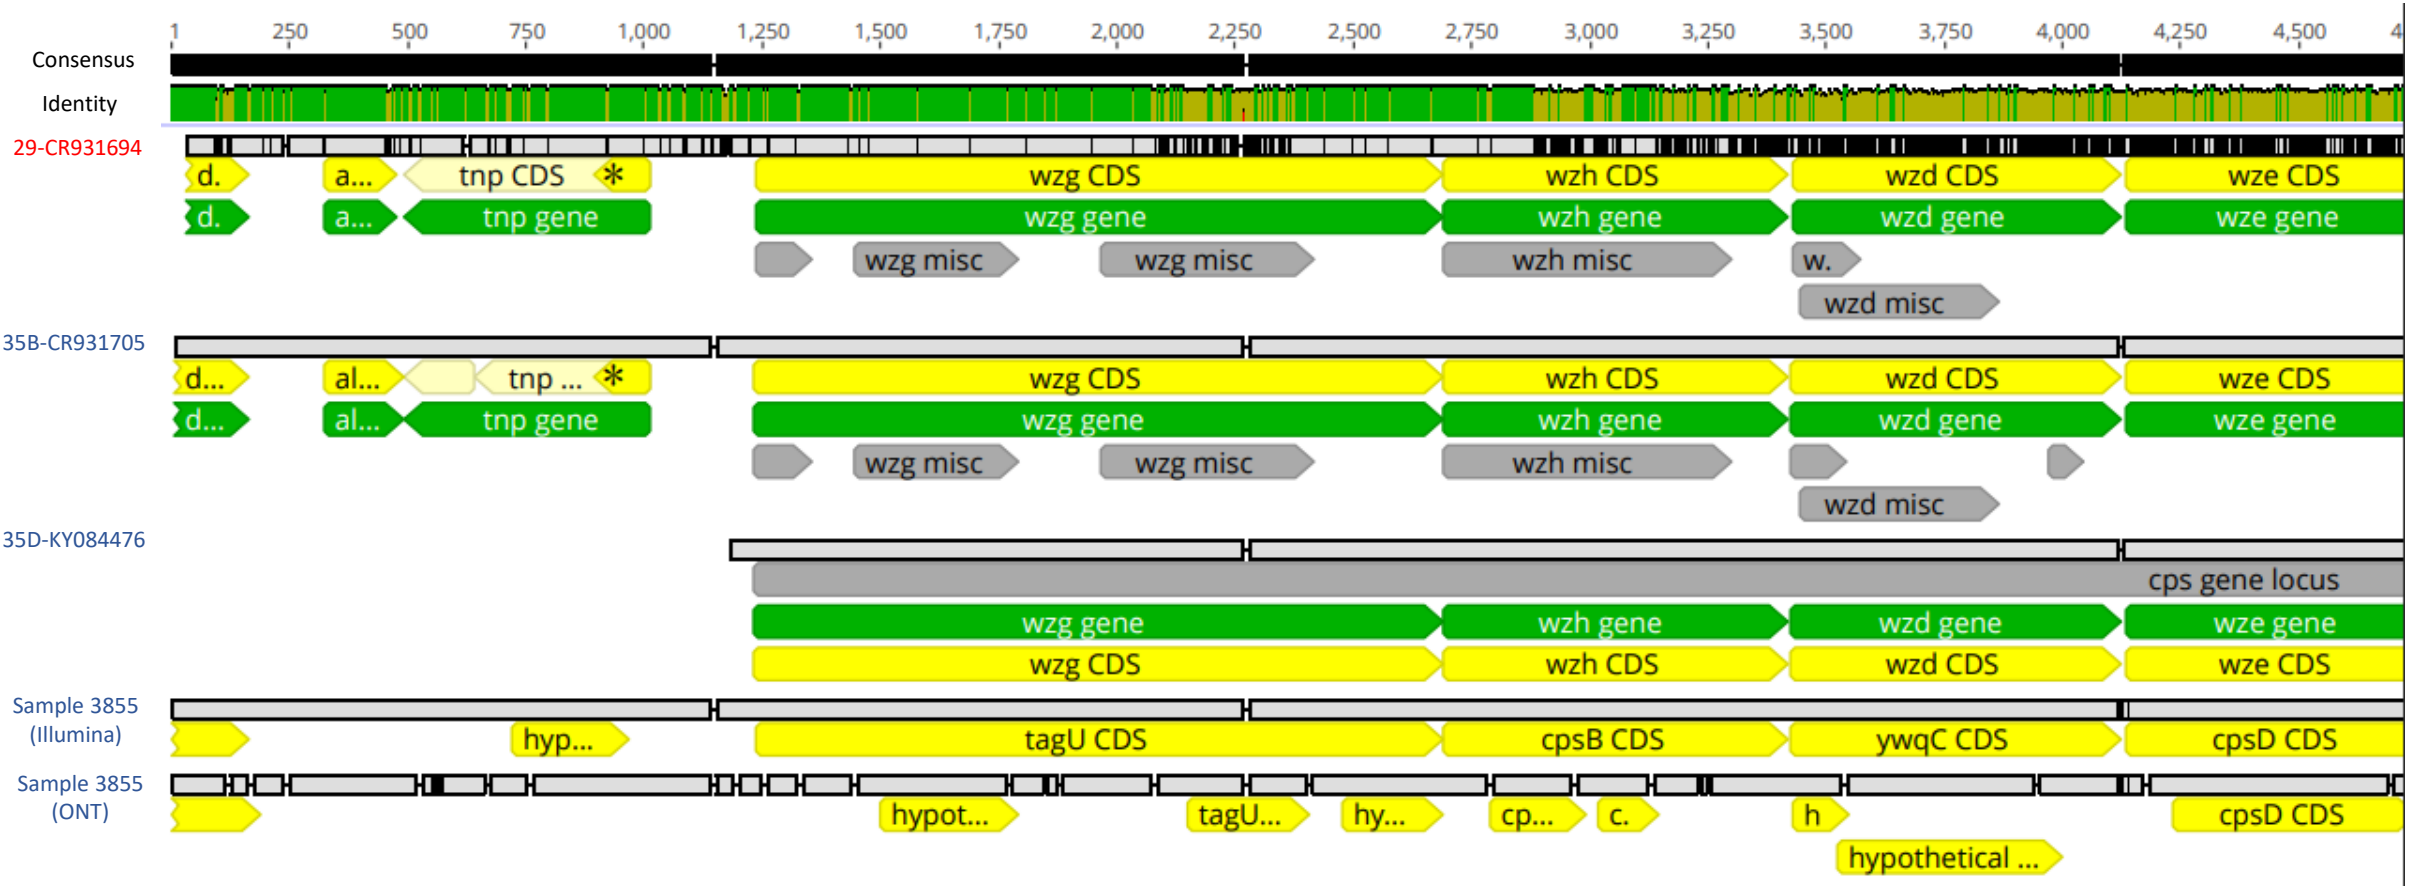 1 250 500 750 1,000 1,250 1,500 1,750 2,000 2,250 2,500 2,750 3,000 3,250 3,500 3,750 4,000 4,250 4,500 4
Consensus
Identity
29-CR931694
d. a... tnp CDS * wzg CDS wzh CDS wzd CDS wze CDS
d. a... tnp gene wzg gene wzh gene wzd gene wze gene
wzg misc wzg misc wzh misc w.
wzd misc
35B-CR931705
d... al... tnp ... * wzg CDS wzh CDS wzd CDS wze CDS
d... al... tnp gene wzg gene wzh gene wzd gene wze gene
wzg misc wzg misc wzh misc
wzd misc
35D-KY084476
cps gene locus
wzg gene wzh gene wzd gene wze gene
wzg CDS wzh CDS wzd CDS wze CDS
Sample 3855
(Illumina)
hyp... tagU CDS cpsB CDS ywqC CDS cpsD CDS
Sample 3855
(ONT)
hypot... tagU... hy... cp... c. h cpsD CDS
hypothetical ...